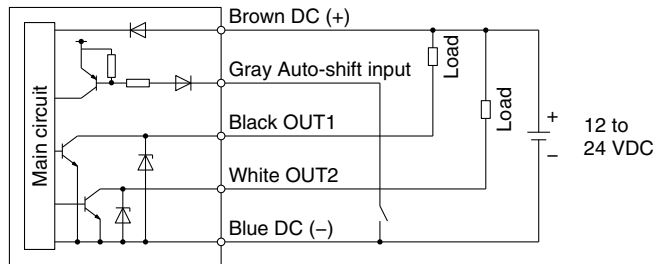 Brown DC (+)
Gray Auto-shift input
Black OUT1
White OUT2
Blue DC (−)
Main circuit
Load
Load
+
−
12 to
24 VDC